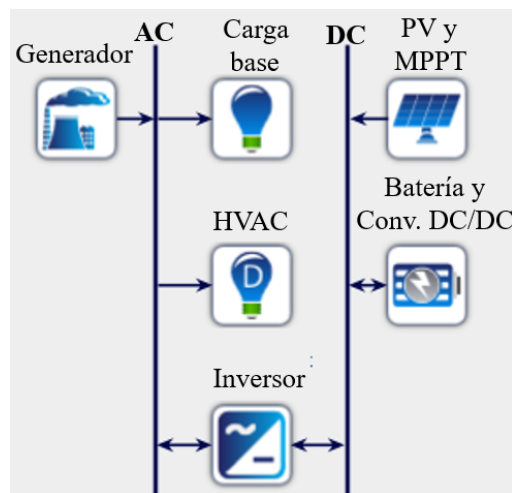 AC
Carga
base
DC
PV y
MPPT
Generador
HVAC
D
Batería y
Conv. DC/DC
Inversor
: